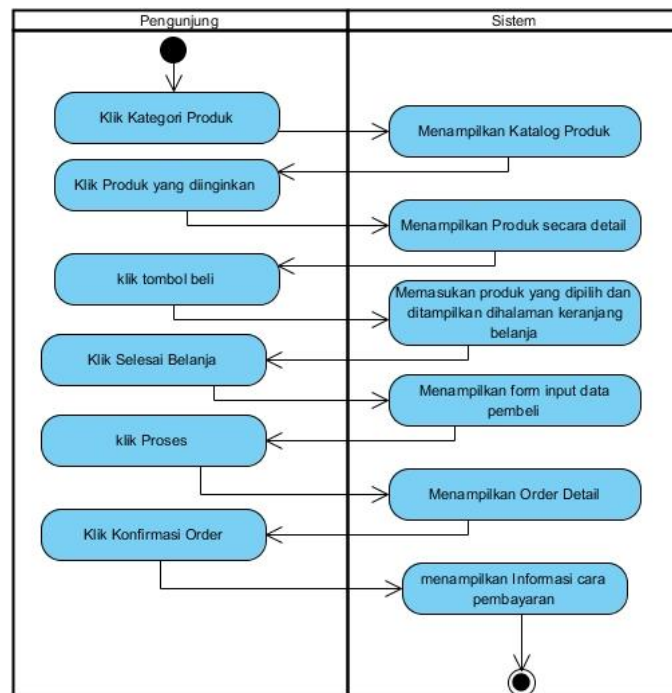 Pengunjung
Sistem
Klik Kategori Produk
Menampilkan Katalog Produk
Klik Produk yang diinginkan
Menampilkan Produk secara detail
klik tombol beli
Memasukan produk yang dipilih dan
ditampilkan dihalaman keranjang
belanja
Klik Selesai Belanja
Menampilkan form input data
pembeli
klik Proses
Menampilkan Order Detail
Klik Konfirmasi Order
menampilkan Informasi cara
pembayaran